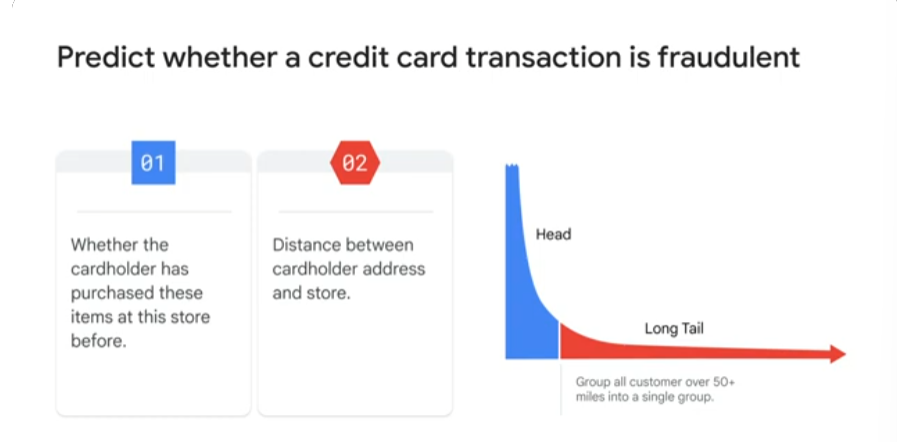 Predict whether a credit card transaction is fraudulent
01
Whether the
cardholder has
purchased these
items at this store
before.
02
Distance between
cardholder address
and store.
Head
Long Tail
Group all customer over 50+
miles into a single group.